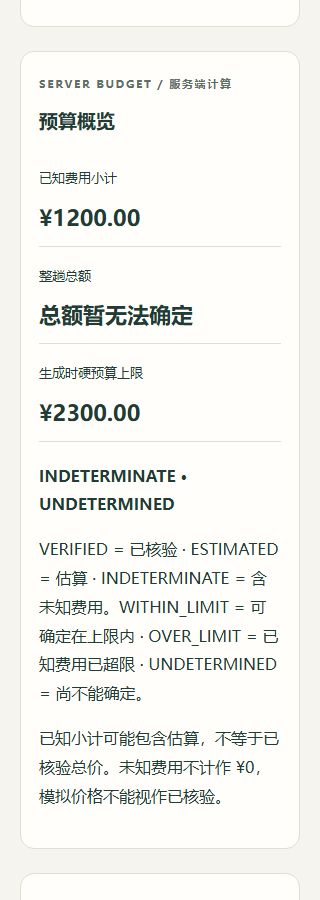 SERVER BUDGET / 服务端计算
预算概览
已知费用小计
¥1200.00
整趟总额
总额暂无法确定
生成时硬预算上限
¥2300.00
INDETERMINATE •
UNDETERMINED
VERIFIED = 已核验 · ESTIMATED
= 估算 · INDETERMINATE = 含
未知费用。WITHIN_LIMIT = 可
确定在上限内 · OVER_LIMIT = 已
知费用已超限 · UNDETERMINED
= 尚不能确定。
已知小计可能包含估算，不等于已
核验总价。未知费用不计作 ¥0，
模拟价格不能视作已核验。